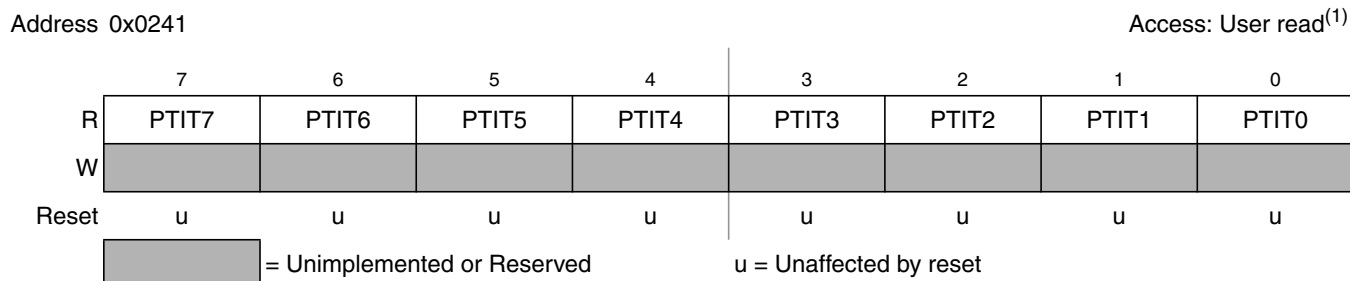 Address 0x0241 Access: User read(1)
7 6 5 4 3 2 1 0
R PTIT7 PTIT6 PTIT5 PTIT4 PTIT3 PTIT2 PTIT1 PTIT0
W
Reset u u u u u u u u
= Unimplemented or Reserved u = Unaffected by reset